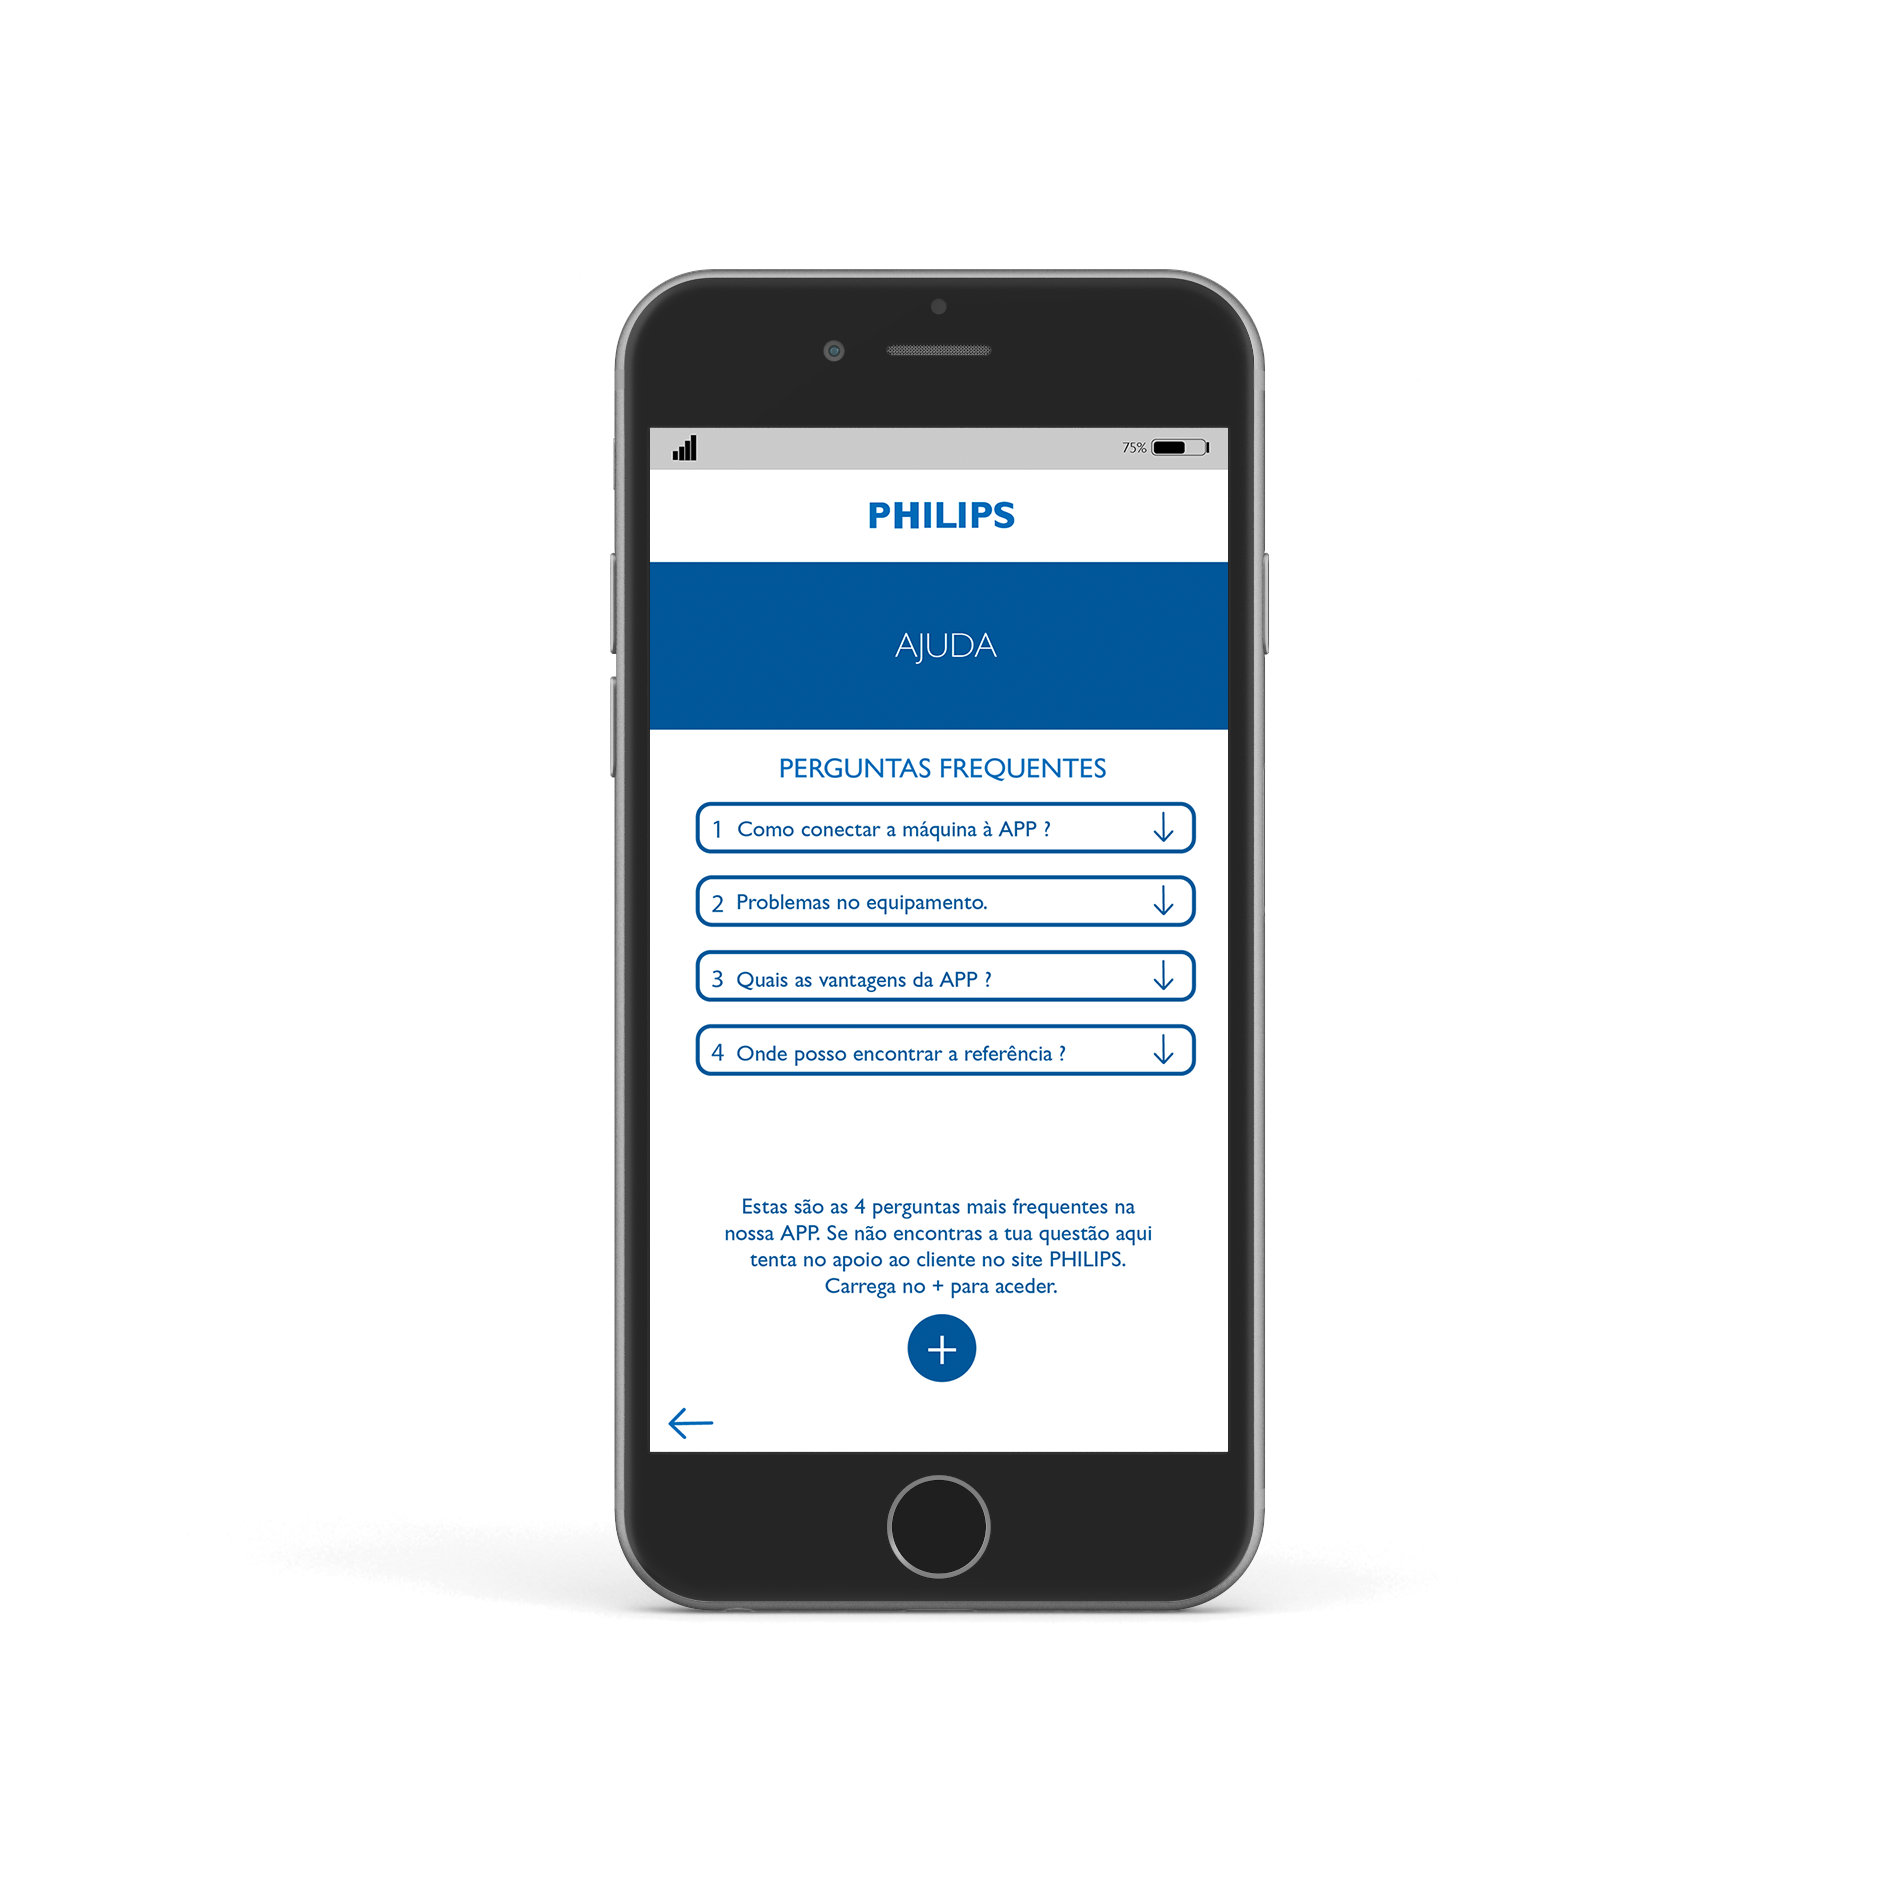 75%
PHILIPS
AJUDA
PERGUNTAS FREQUENTES
1 Como conectar a máquina à APP ?
2 Problemas no equipamento.
3 Quais as vantagens da APP ?
4 Onde posso encontrar a referência ?
Estas são as 4 perguntas mais frequentes na
nossa APP. Se não encontras a tua questão aqui
tenta no apoio ao cliente no site PHILIPS.
Carrega no + para aceder.
+